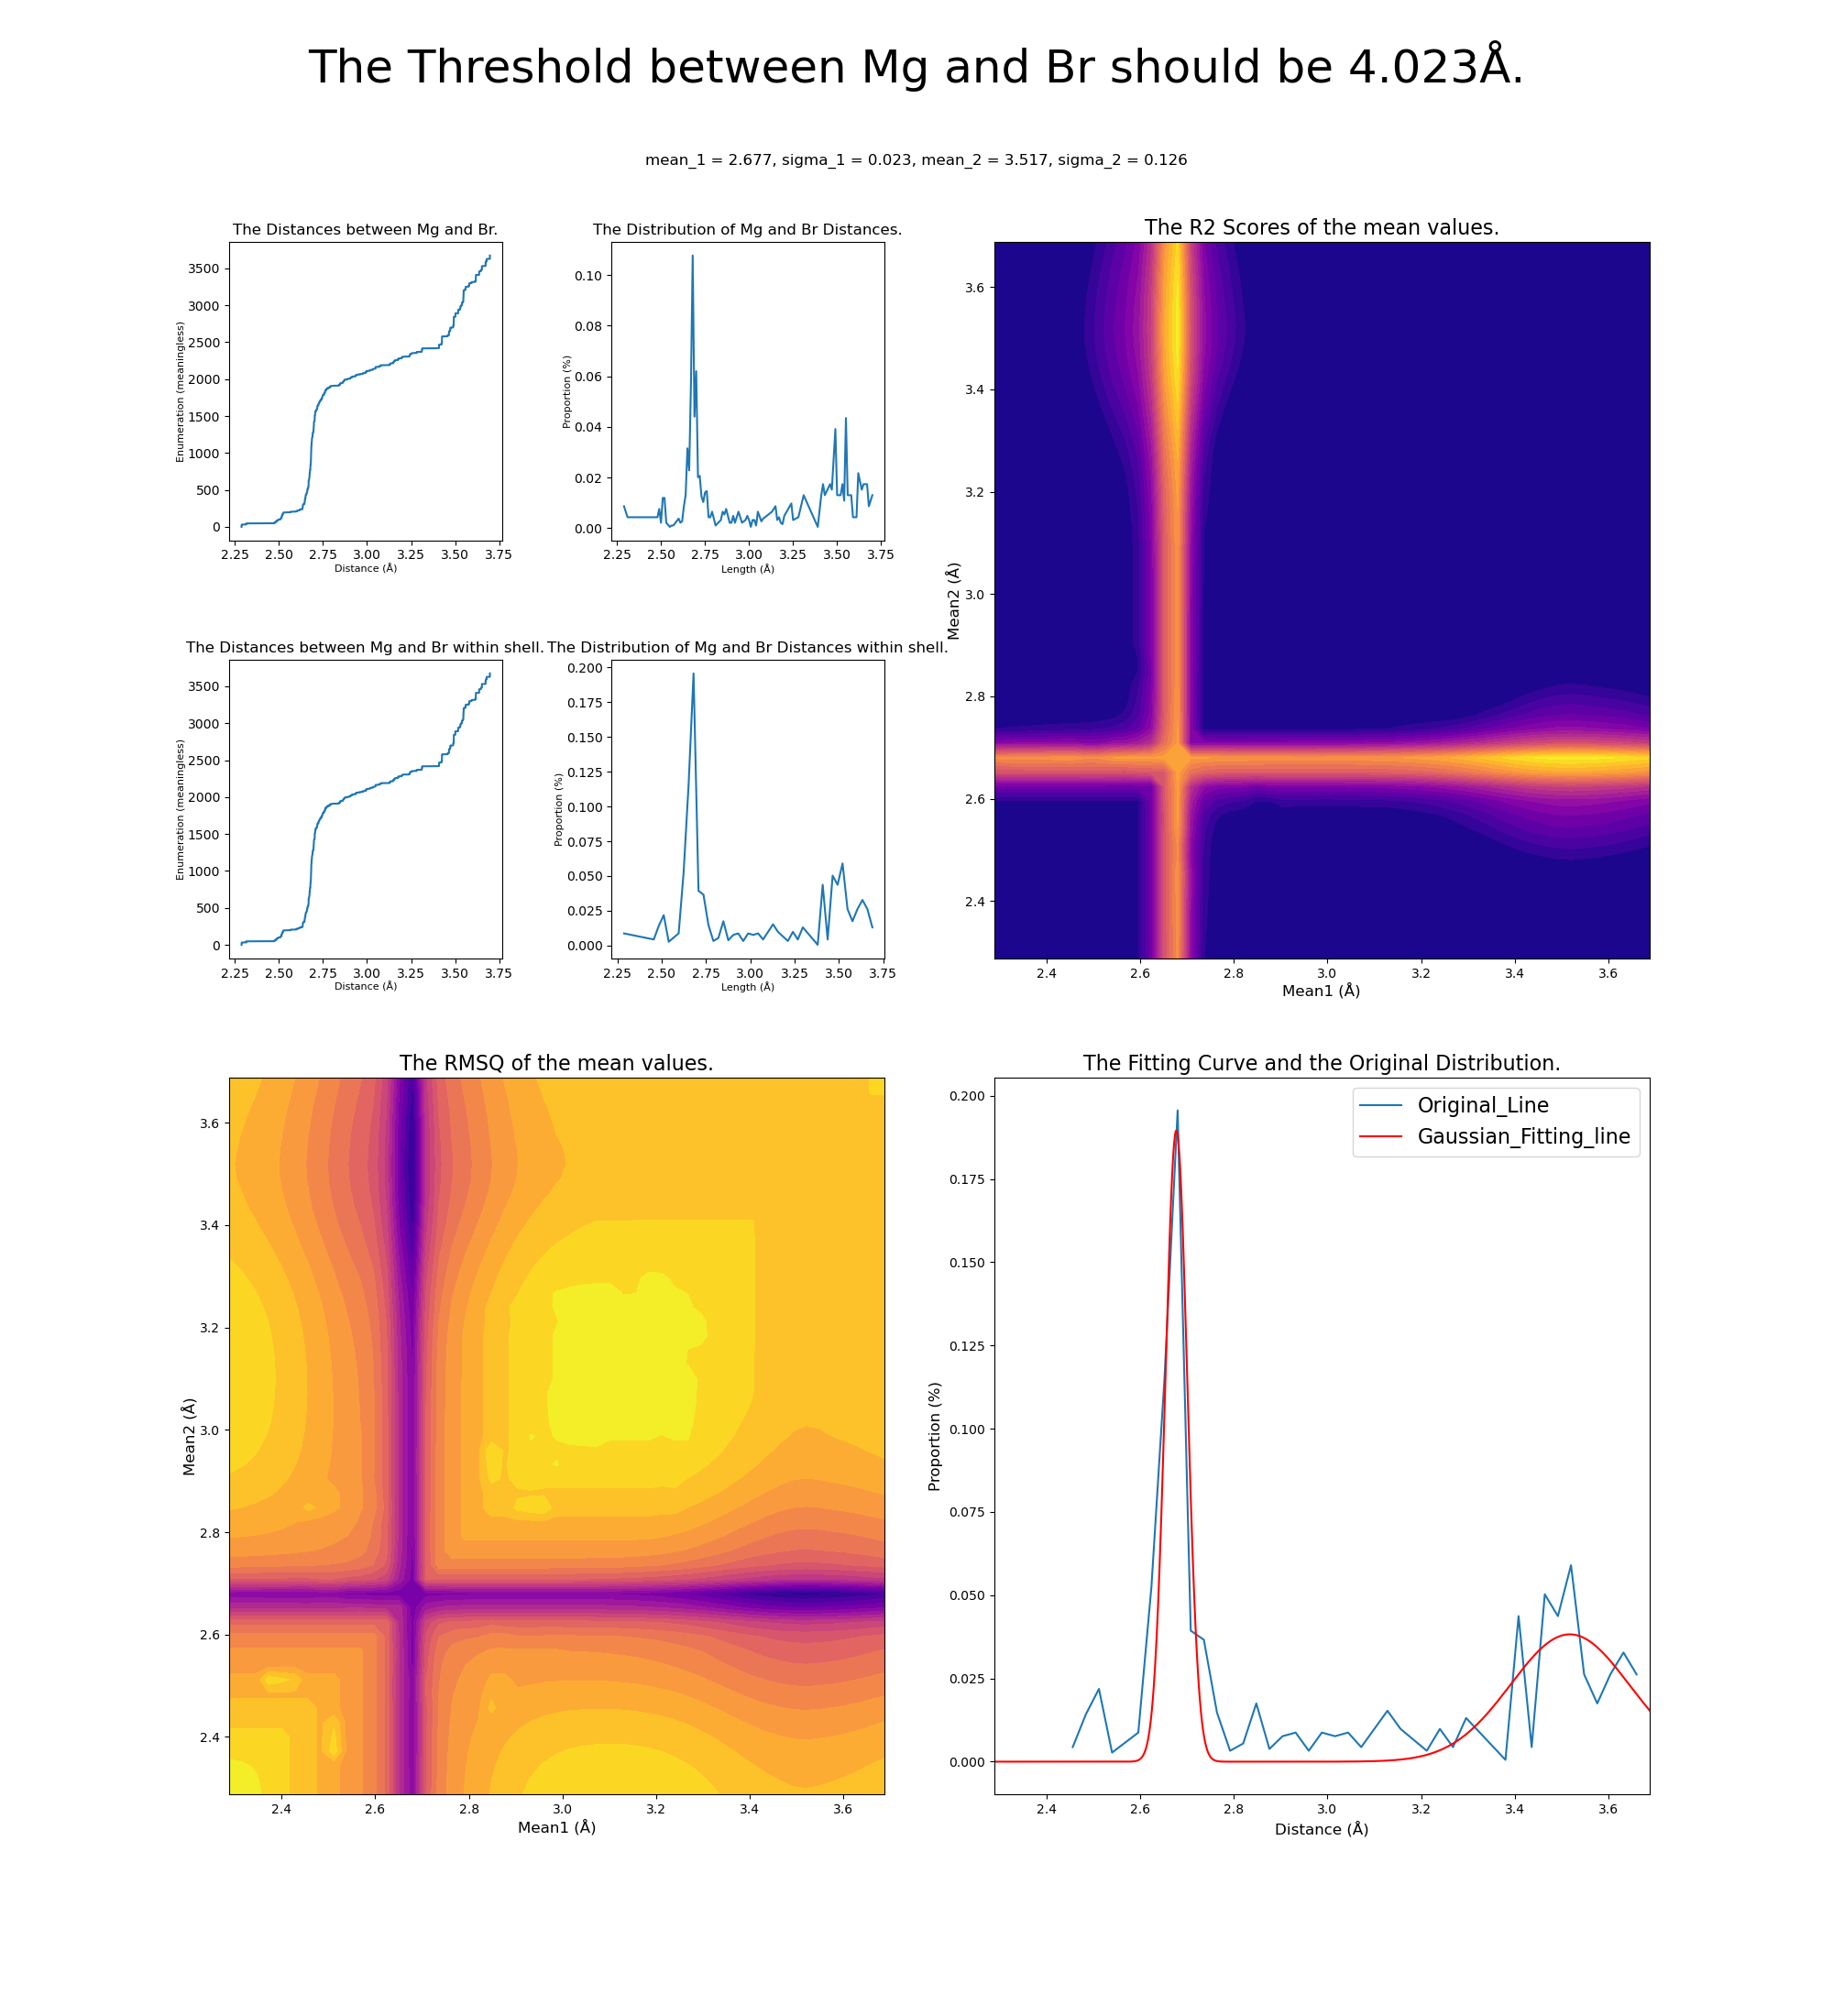 The Threshold between Mg and Br should be 4.023Å.
mean_1 = 2.677, sigma_1 = 0.023, mean_2 = 3.517, sigma_2 = 0.126
The Distances between Mg and Br.
Enumeration (meaningless)
3500
3000
2500
2000
1500
1000
500
0
2.25 2.50 2.75 3.00 3.25 3.50 3.75
Distance (Å)
The Distribution of Mg and Br Distances.
Proportion (%)
0.10
0.08
0.06
0.04
0.02
0.00
2.25 2.50 2.75 3.00 3.25 3.50 3.75
Length (Å)
The R2 Scores of the mean values.
Mean2 (Å)
3.6
3.4
3.2
3.0
2.8
2.6
2.4
2.4 2.6 2.8 3.0 3.2 3.4 3.6
Mean1 (Å)
The Distances between Mg and Br within shell.
Enumeration (meaningless)
3500
3000
2500
2000
1500
1000
500
0
2.25 2.50 2.75 3.00 3.25 3.50 3.75
Distance (Å)
The Distribution of Mg and Br Distances within shell.
Proportion (%)
0.200
0.175
0.150
0.125
0.100
0.075
0.050
0.025
0.000
2.25 2.50 2.75 3.00 3.25 3.50 3.75
Length (Å)
The RMSQ of the mean values.
Mean2 (Å)
3.6
3.4
3.2
3.0
2.8
2.6
2.4
2.4 2.6 2.8 3.0 3.2 3.4 3.6
Mean1 (Å)
The Fitting Curve and the Original Distribution.
Original_Line
Gaussian_Fitting_line
Proportion (%)
0.200
0.175
0.150
0.125
0.100
0.075
0.050
0.025
0.000
2.4 2.6 2.8 3.0 3.2 3.4 3.6
Distance (Å)